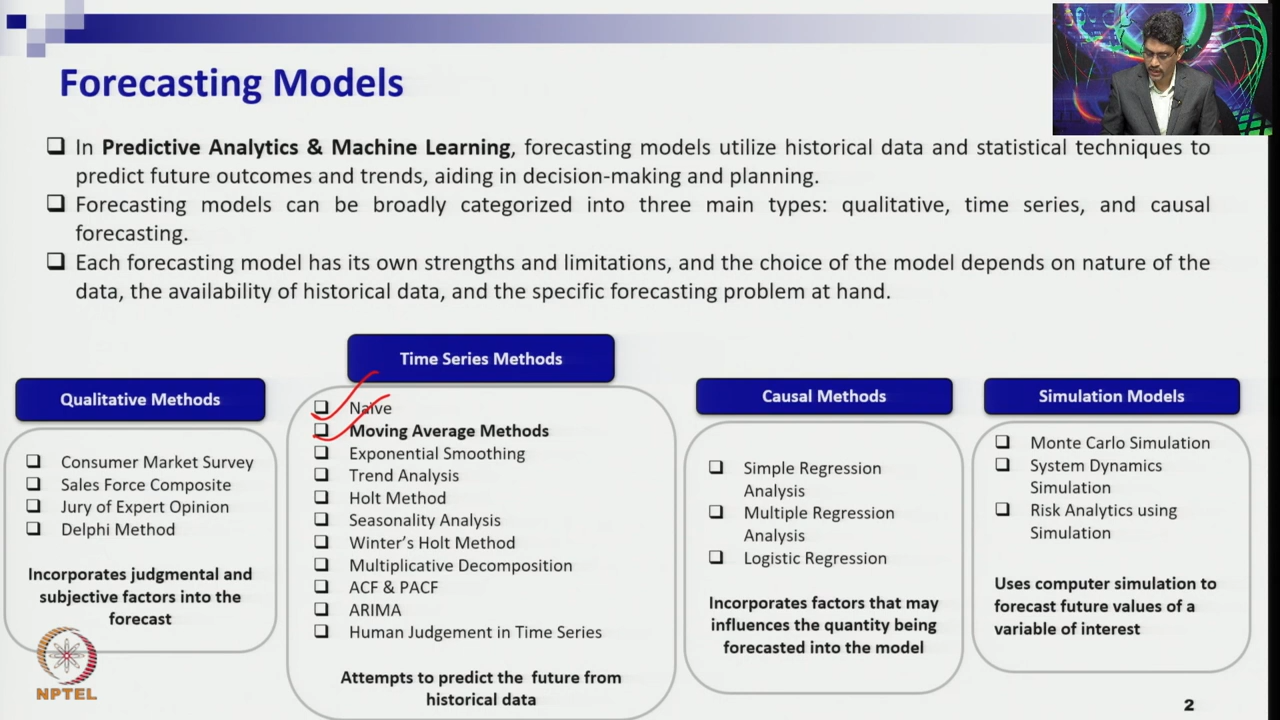 Forecasting Models
In Predictive Analytics & Machine Learning, forecasting models utilize historical data and statistical techniques to
predict future outcomes and trends, aiding in decision-making and planning.
Forecasting models can be broadly categorized into three main types: qualitative, time series, and causal
forecasting.
Each forecasting model has its own strengths and limitations, and the choice of the model depends on nature of the
data, the availability of historical data, and the specific forecasting problem at hand.
Qualitative Methods
Consumer Market Survey
Sales Force Composite
Jury of Expert Opinion
Delphi Method
Incorporates judgmental and
subjective factors into the
forecast
Time Series Methods
Naïve
Moving Average Methods
Exponential Smoothing
Trend Analysis
Holt Method
Seasonality Analysis
Winter's Holt Method
Multiplicative Decomposition
ACF & PACF
ARIMA
Human Judgement in Time Series
Attempts to predict the future from
historical data
Causal Methods
Simple Regression
Analysis
Multiple Regression
Analysis
Logistic Regression
Incorporates factors that may
influences the quantity being
forecasted into the model
Simulation Models
Monte Carlo Simulation
System Dynamics
Simulation
Risk Analytics using
Simulation
Uses computer simulation to
forecast future values of a
variable of interest
NPTEL
2